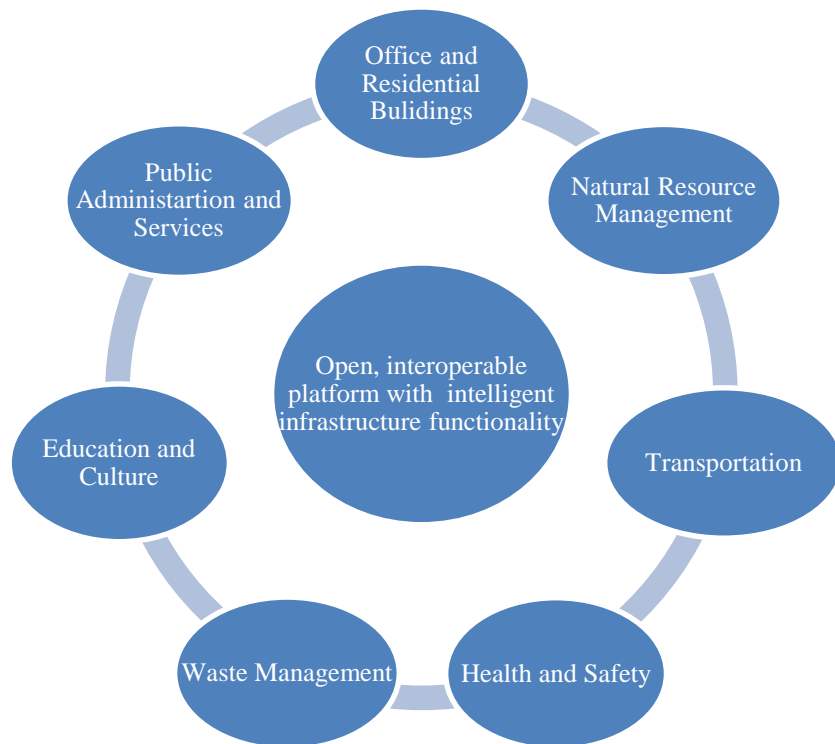 Office and
Residential
Bulidings
Natural Resource
Management
Transportation
Health and Safety
Waste Management
Education and
Culture
Public
Administartion and
Services
Open, interoperable
platform with  intelligent
infrastructure functionality